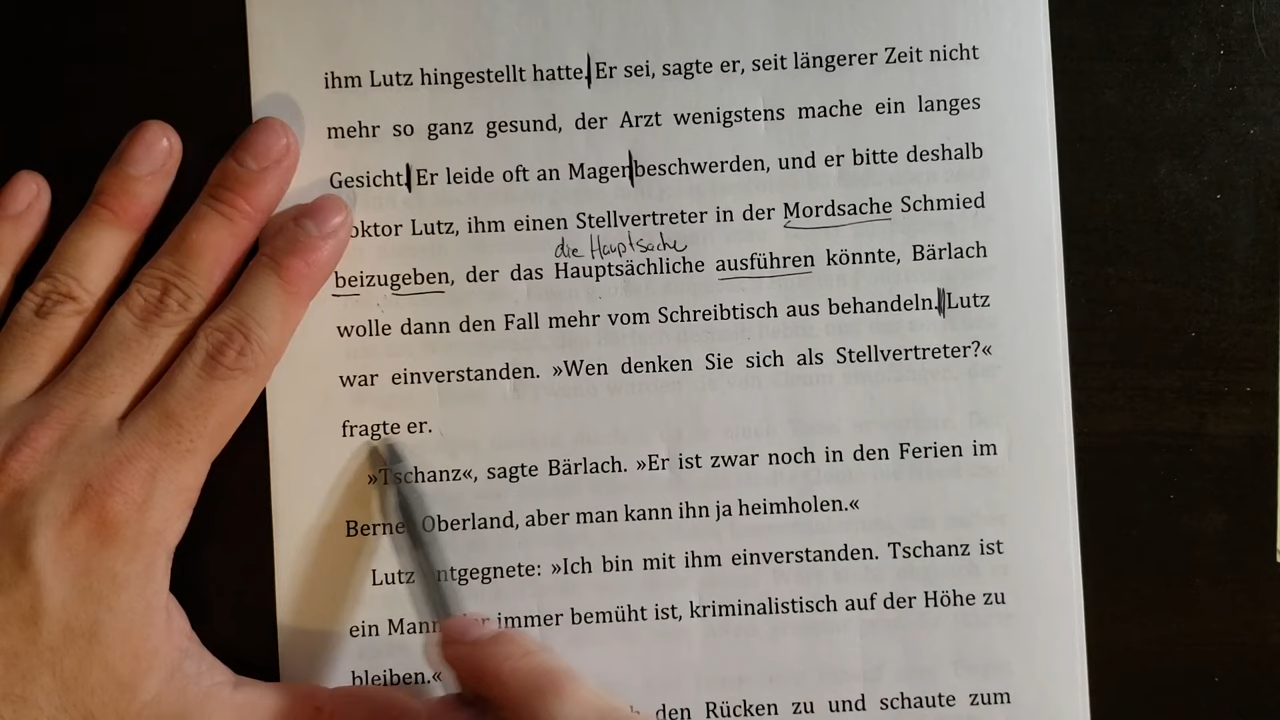 ihm Lutz hingestellt hatte. Er sei, sagte er, seit längerer Zeit nicht
mehr so ganz gesund, der Arzt wenigstens mache ein langes
Gesicht. Er leide oft an Magenbeschwerden, und er bitte deshalb
oktor Lutz, ihm einen Stellvertreter in der Mordsache Schmied
die Hauptsache
beizugeben, der das Hauptsächliche ausführen könnte, Bärlach
wolle dann den Fall mehr vom Schreibtisch aus behandeln. Lutz
war einverstanden. »Wen denken Sie sich als Stellvertreter?«
fragte er.
»Tschanz«, sagte Bärlach. »Er ist zwar noch in den Ferien im
Berne Oberland, aber man kann ihn ja heimholen.«
Lutz ntgegnete: »Ich bin mit ihm einverstanden. Tschanz ist
ein Mann der immer bemüht ist, kriminalistisch auf der Höhe zu
bleiben.«
den Rücken zu und schaute zum